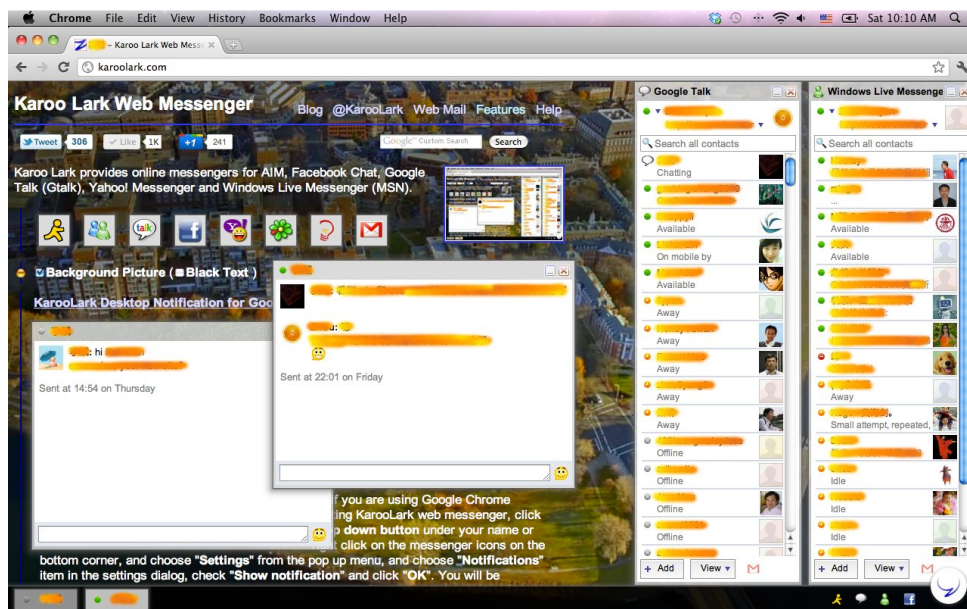 Chrome File Edit View History Bookmarks Window Help
Sat 10:10 AM
– Karoo Lark Web Mess
karoolark.com
Karoo Lark Web Messenger
Blog @KarooLark Web Mail Features Help
Tweet 306 Like 1K +1 241
Google™ Custom Search Search
Karoo Lark provides online messengers for AIM, Facebook Chat, Google
Talk (Gtalk), Yahoo! Messenger and Windows Live Messenger (MSN).
talk
Background Picture ( Black Text )
KarooLark Desktop Notification for Goo
hi
Sent at 14:54 on Thursday
Sent at 22:01 on Friday
if you are using Google Chrome
ing KarooLark web messenger, click
p down button under your name or
click on the messenger icons on the
bottom corner, and choose "Settings" from the pop up menu, and choose "Notifications"
item in the settings dialog, check "Show notification" and click "OK". You will be
Google Talk
Search all contacts
Chatting
Available
On mobile by
Available
Away
Away
Away
Away
Away
Offline
Offline
Offline
Offline
+ Add View
Windows Live Messenge
Search all contacts
...
Available
Available
Away
Small attempt, repeated,
Idle
Idle
+ Add View